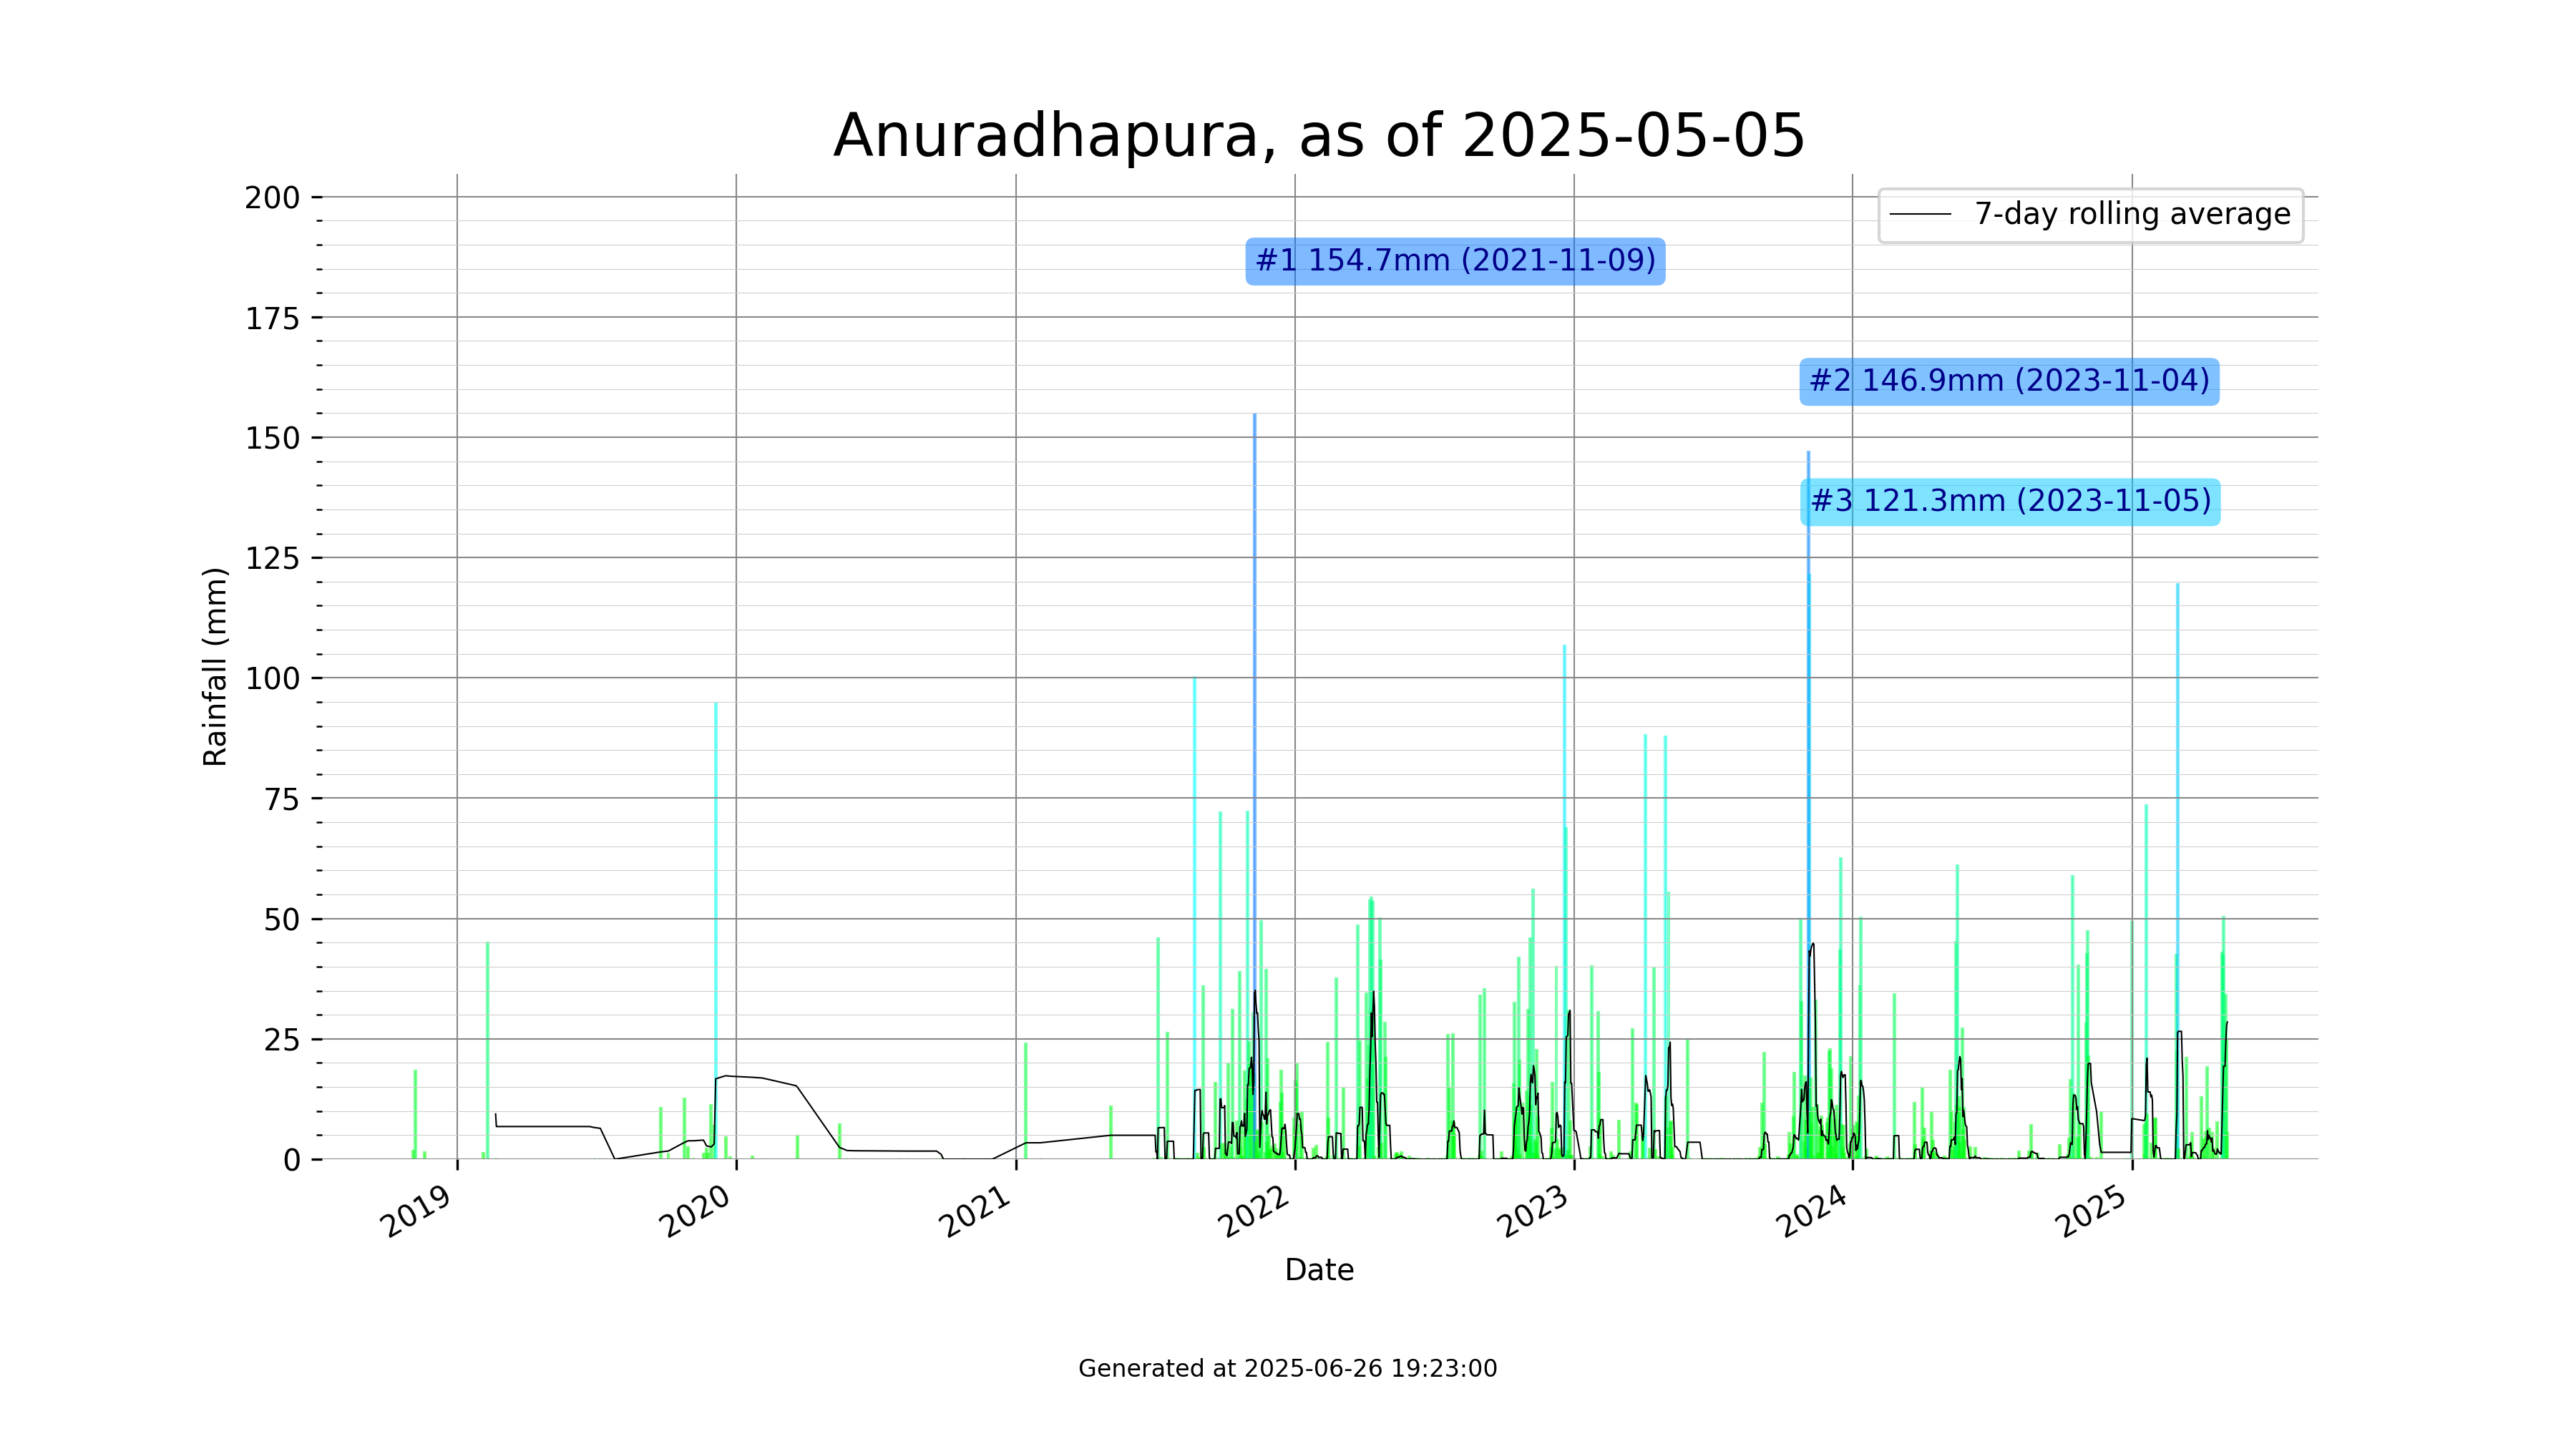 Anuradhapura, as of 2025-05-05
7-day rolling average
#1 154.7mm (2021-11-09)
#2 146.9mm (2023-11-04)
#3 121.3mm (2023-11-05)
Rainfall (mm)
200
175
150
125
100
75
50
25
0
2019
2020
2021
2022
2023
2024
2025
Date
Generated at 2025-06-26 19:23:00